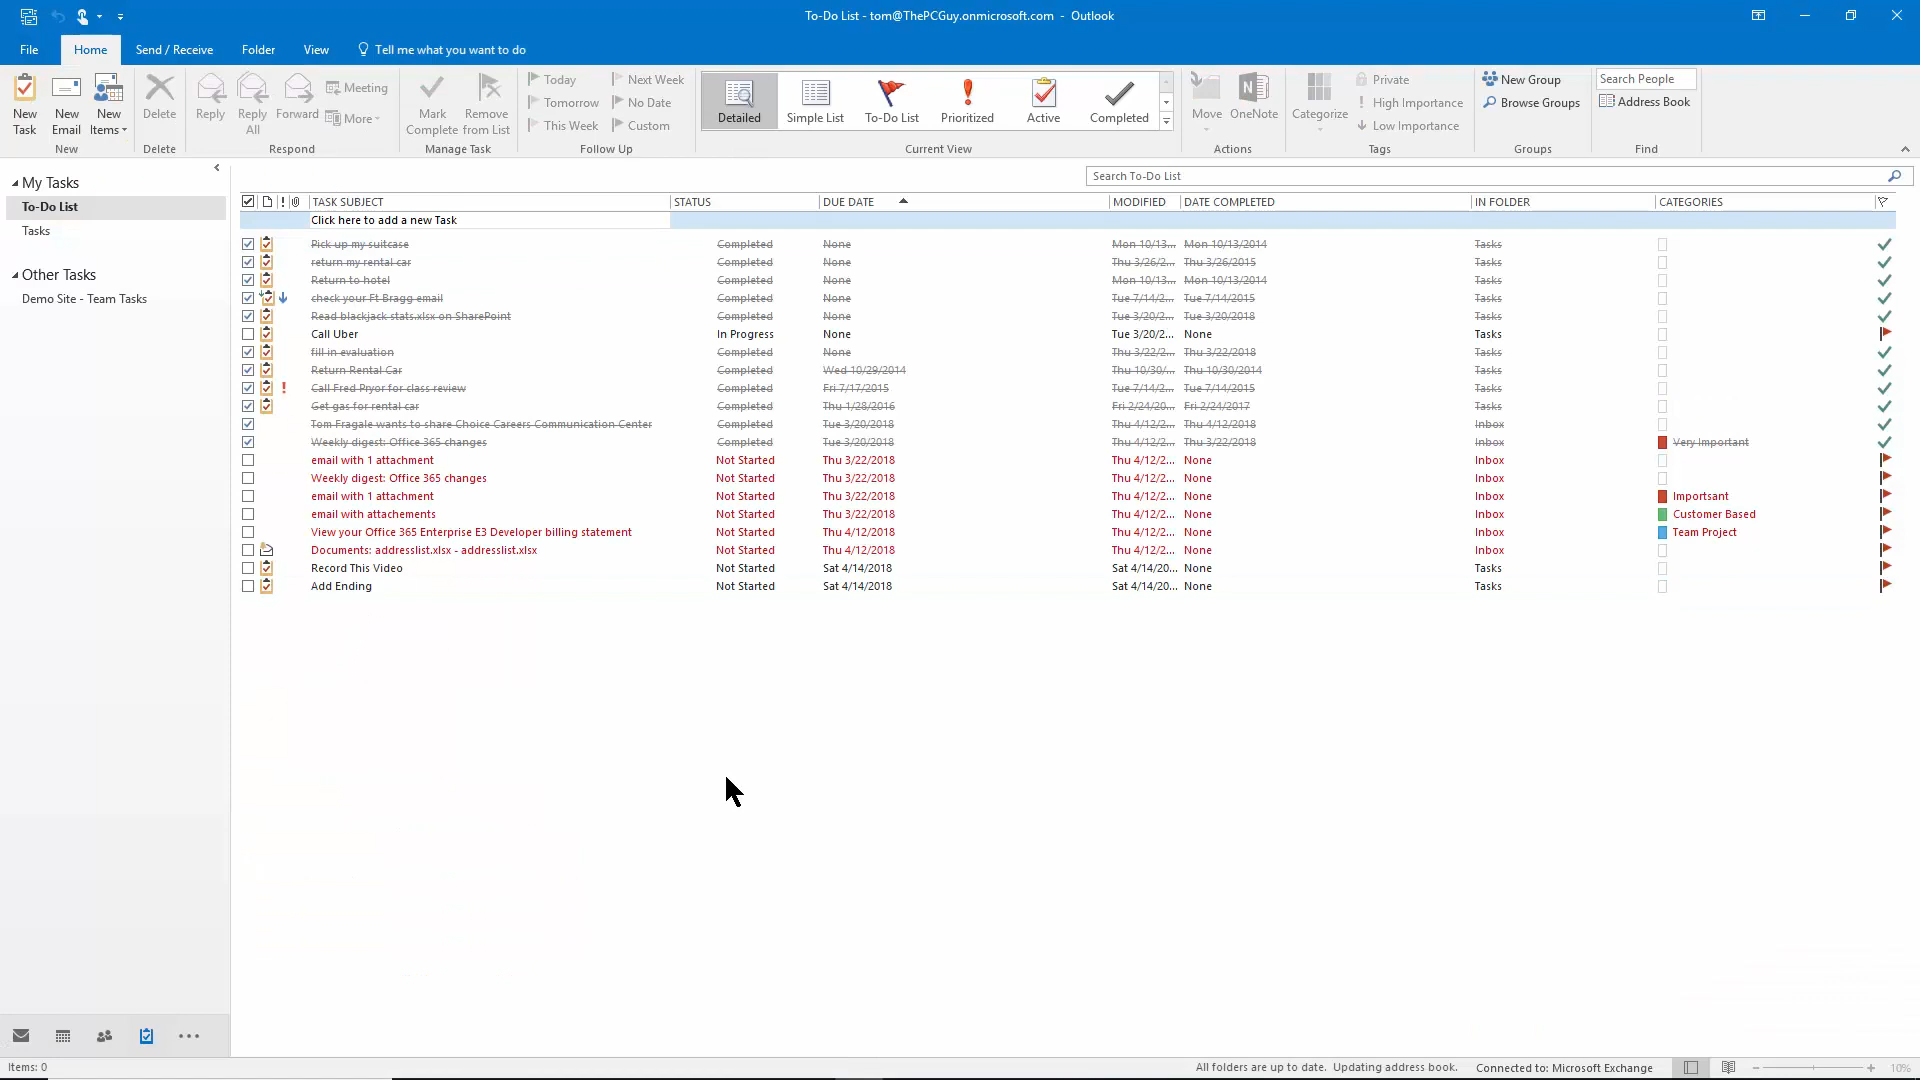 To-Do List - tom@ThePCGuy.onmicrosoft.com - Outlook
File Home Send / Receive Folder View Tell me what you want to do
New Task
New Email
New Items
New
Delete
Delete
Reply
Reply All
Forward
Meeting
More
Respond
Mark Complete
Remove from List
Manage Task
Today
Tomorrow
This Week
Next Week
No Date
Custom
Follow Up
Detailed
Simple List
To-Do List
Prioritized
Active
Completed
Current View
Move
OneNote
Actions
Categorize
Private
High Importance
Low Importance
Tags
New Group
Browse Groups
Groups
Search People
Address Book
Find
My Tasks
To-Do List
Tasks
Other Tasks
Demo Site - Team Tasks
Search To-Do List
TASK SUBJECT STATUS DUE DATE MODIFIED DATE COMPLETED IN FOLDER CATEGORIES
Click here to add a new Task
Pick up my suitcase Completed None Mon 10/13... Mon 10/13/2014 Tasks
return my rental car Completed None Thu 3/26/2... Thu 3/26/2015 Tasks
Return to hotel Completed None Mon 10/13... Mon 10/13/2014 Tasks
check your Ft Bragg email Completed None Tue 7/14/2... Tue 7/14/2015 Tasks
Read blackjack stats.xlsx on SharePoint Completed None Tue 3/20/2... Tue 3/20/2018 Tasks
Call Uber In Progress None Tue 3/20/2... None Tasks
fill in evaluation Completed None Thu 3/22/2... Thu 3/22/2018 Tasks
Return Rental Car Completed Wed 10/29/2014 Thu 10/30/... Thu 10/30/2014 Tasks
Call Fred Pryor for class review Completed Fri 7/17/2015 Tue 7/14/2... Tue 7/14/2015 Tasks
Get gas for rental car Completed Thu 1/28/2016 Fri 2/24/20... Fri 2/24/2017 Tasks
Tom Fragale wants to share Choice Careers Communication Center Completed Tue 3/20/2018 Thu 4/12/2... Thu 4/12/2018 Inbox
Weekly digest: Office 365 changes Completed Tue 3/20/2018 Thu 4/12/2... Thu 3/22/2018 Inbox Very Important
email with 1 attachment Not Started Thu 3/22/2018 Thu 4/12/2... None Inbox
Weekly digest: Office 365 changes Not Started Thu 3/22/2018 Thu 4/12/2... None Inbox
email with 1 attachment Not Started Thu 3/22/2018 Thu 4/12/2... None Inbox Importsant
email with attachements Not Started Thu 3/22/2018 Thu 4/12/2... None Inbox Customer Based
View your Office 365 Enterprise E3 Developer billing statement Not Started Thu 4/12/2018 Thu 4/12/2... None Inbox Team Project
Documents: addresslist.xlsx - addresslist.xlsx Not Started Thu 4/12/2018 Thu 4/12/2... None Inbox
Record This Video Not Started Sat 4/14/2018 Sat 4/14/20... None Tasks
Add Ending Not Started Sat 4/14/2018 Sat 4/14/20... None Tasks
Items: 0 All folders are up to date. Updating address book. Connected to: Microsoft Exchange 10%